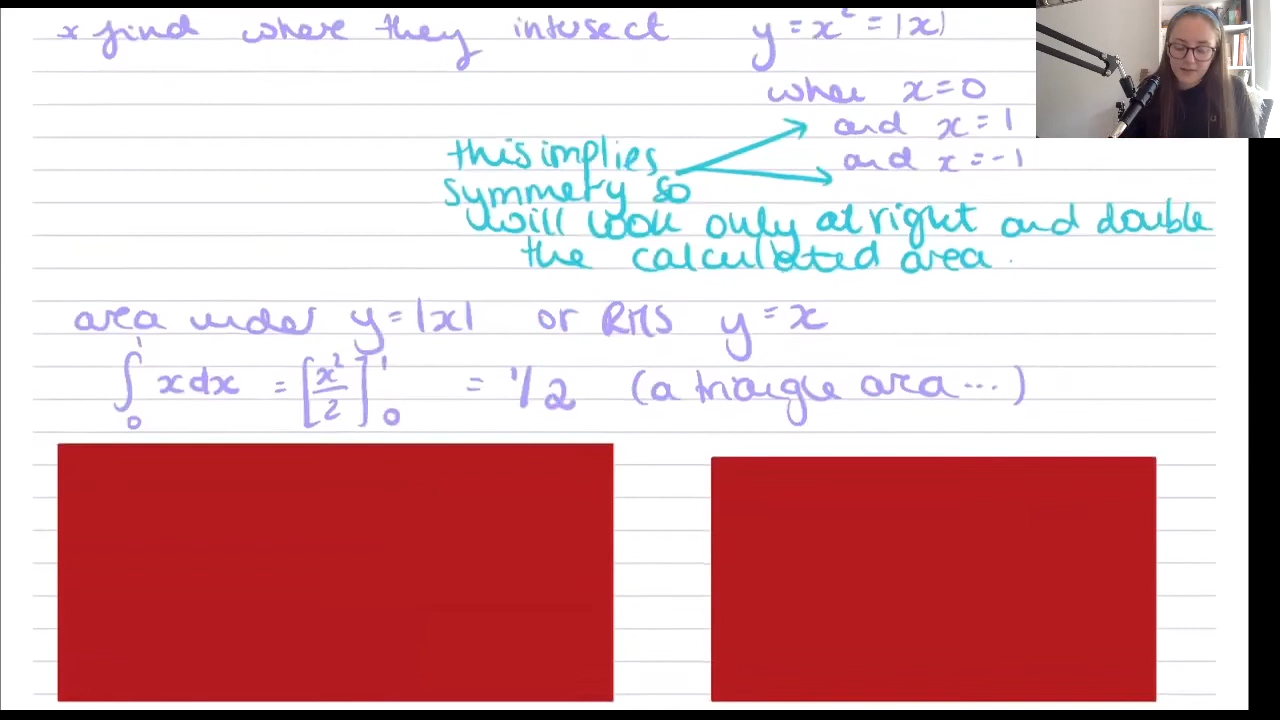 x find where they intersect y = x² = |x|
when x = 0
and x = 1
and x = -1
this implies
symmetry so
will look only at right and double
the calculated area.
area under y = |x| or RHS y = x
∫₀¹ x dx = [x²/2]₀¹ = 1/2 (a triangle area...)